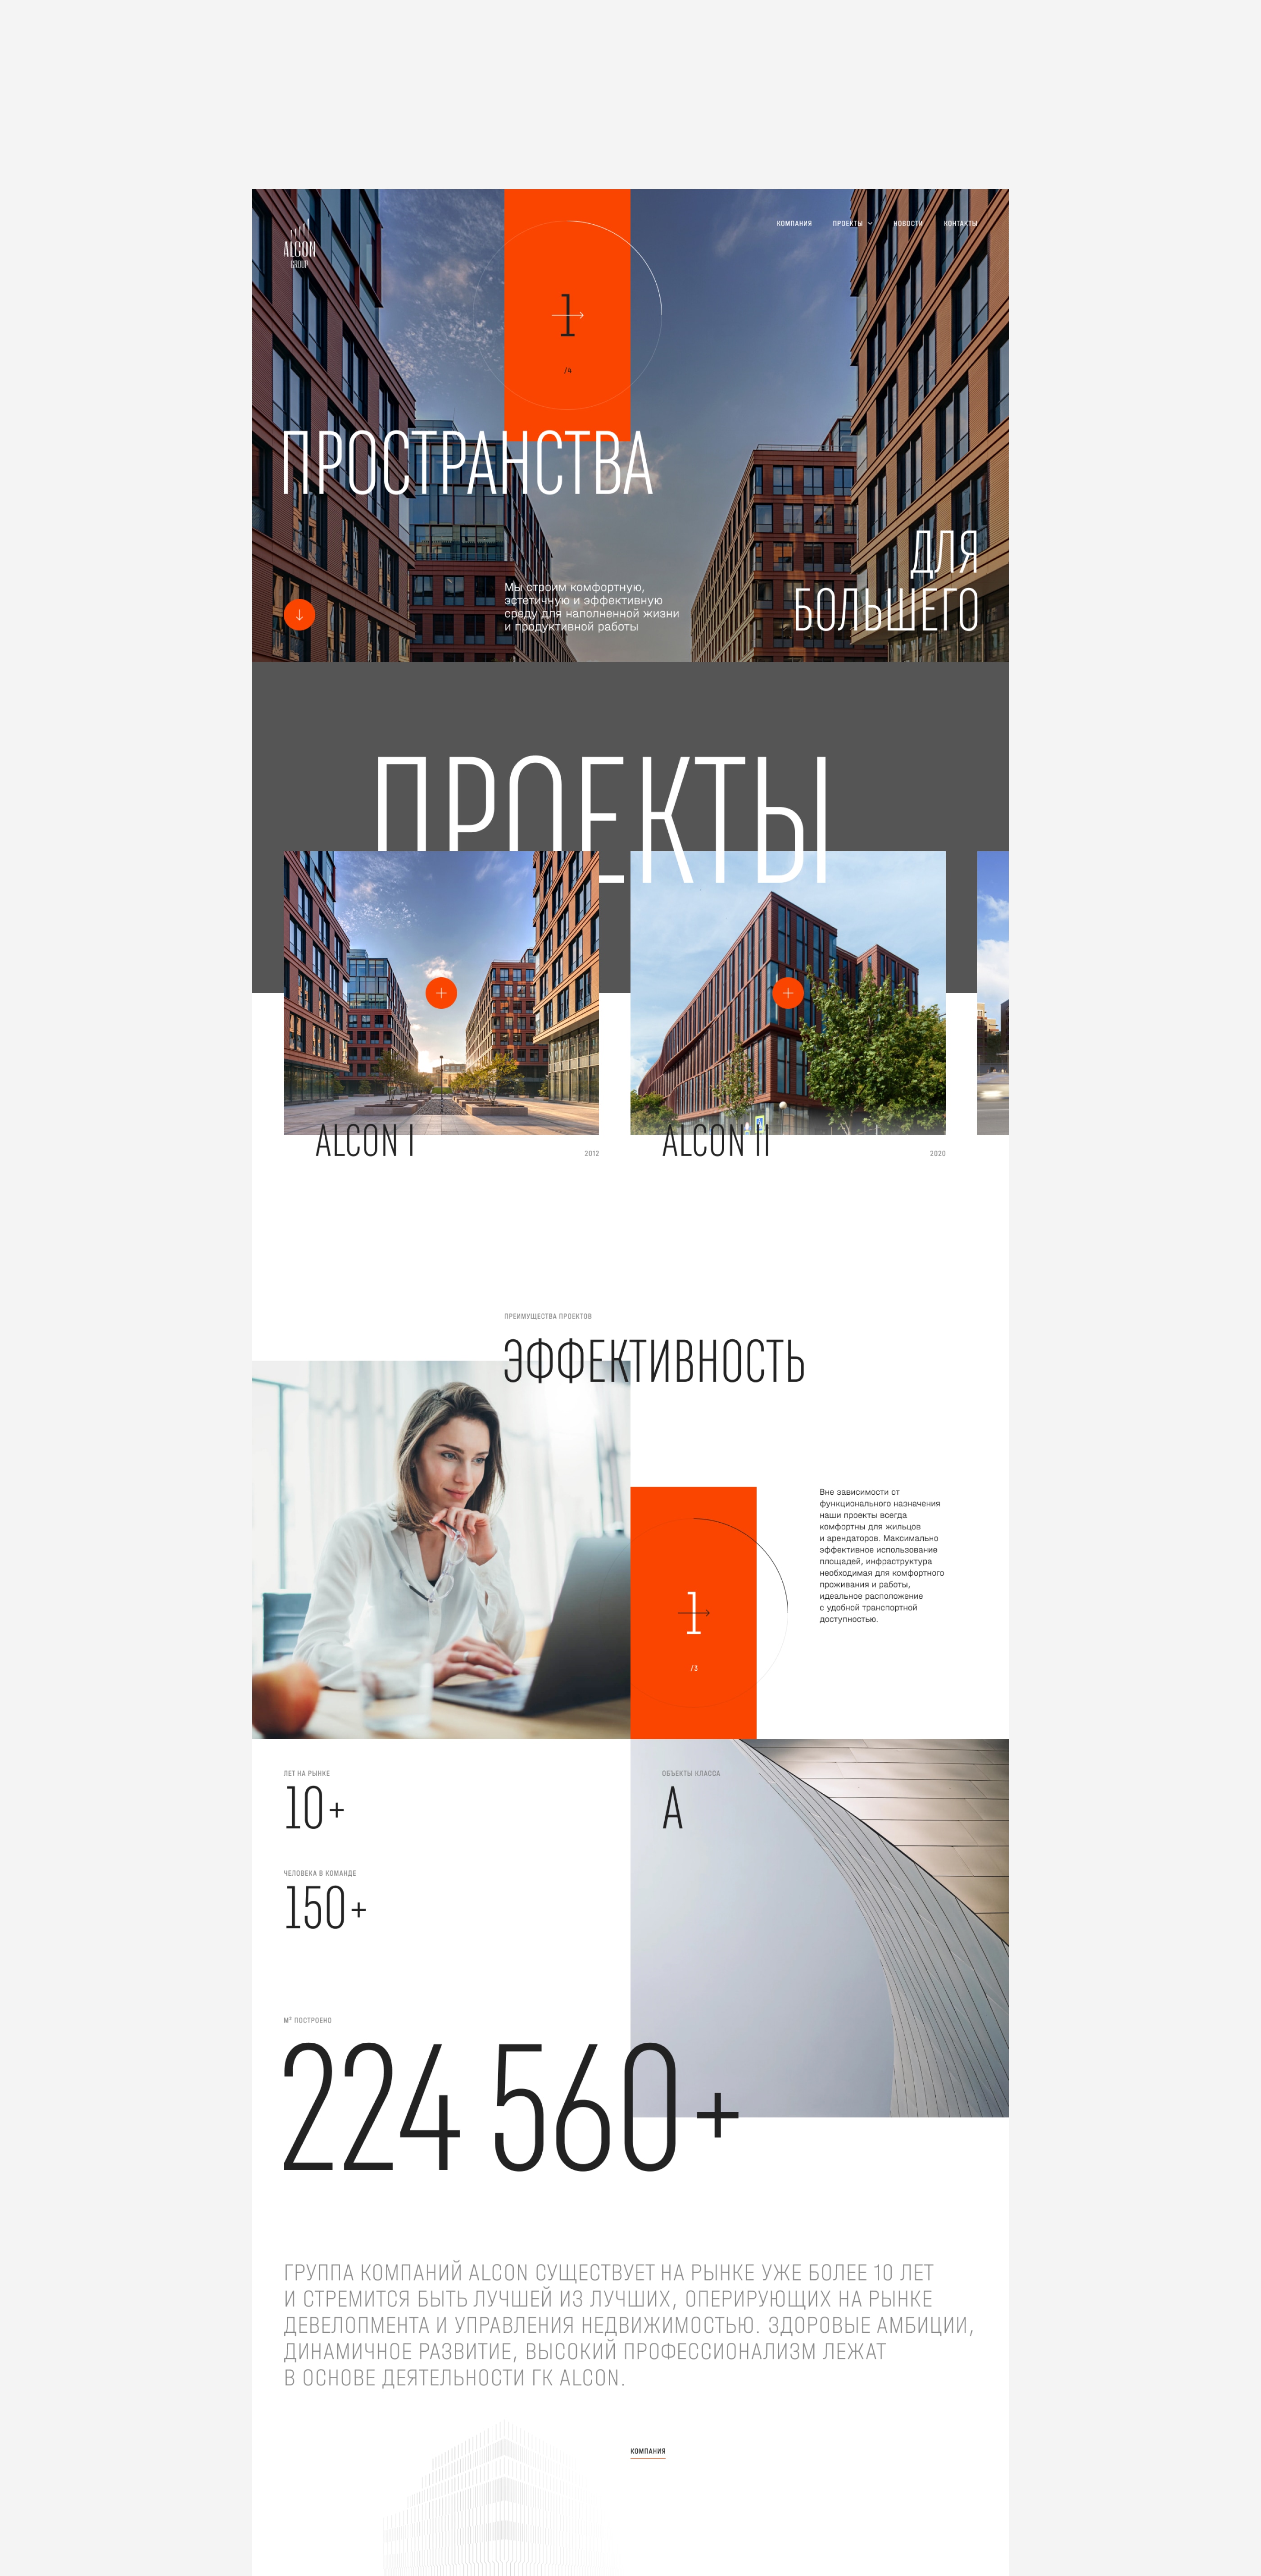 ALCON
GROUP
КОМПАНИЯ
ПРОЕКТЫ
НОВОСТИ
КОНТАКТЫ
1
/4
ПРОСТРАНСТВА
ДЛЯ
БОЛЬШЕГО
Мы строим комфортную,
эстетичную и эффективную
среду для наполненной жизни
и продуктивной работы
ПРОЕКТЫ
ALCON I
2012
ALCON II
2020
ПРЕИМУЩЕСТВА ПРОЕКТОВ
ЭФФЕКТИВНОСТЬ
1
/3
Вне зависимости от
функционального назначения
наши проекты всегда
комфортны для жильцов
и арендаторов. Максимально
эффективное использование
площадей, инфраструктура
необходимая для комфортного
проживания и работы,
идеальное расположение
с удобной транспортной
доступностью.
ЛЕТ НА РЫНКЕ
10+
ЧЕЛОВЕКА В КОМАНДЕ
150+
ОБЪЕКТЫ КЛАССА
A
М² ПОСТРОЕНО
224 560+
ГРУППА КОМПАНИЙ ALCON СУЩЕСТВУЕТ НА РЫНКЕ УЖЕ БОЛЕЕ 10 ЛЕТ
И СТРЕМИТСЯ БЫТЬ ЛУЧШЕЙ ИЗ ЛУЧШИХ, ОПЕРИРУЮЩИХ НА РЫНКЕ
ДЕВЕЛОПМЕНТА И УПРАВЛЕНИЯ НЕДВИЖИМОСТЬЮ. ЗДОРОВЫЕ АМБИЦИИ,
ДИНАМИЧНОЕ РАЗВИТИЕ, ВЫСОКИЙ ПРОФЕССИОНАЛИЗМ ЛЕЖАТ
В ОСНОВЕ ДЕЯТЕЛЬНОСТИ ГК ALCON.
КОМПАНИЯ